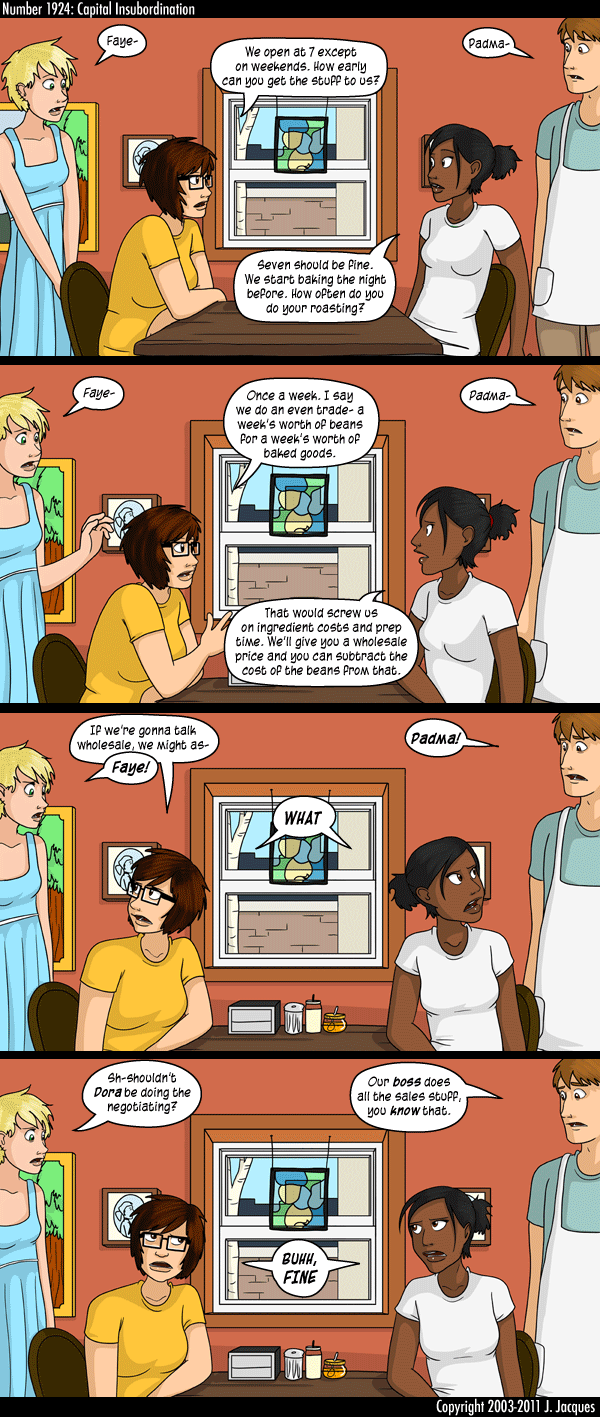 Number 1924: Capital Insubordination
Faye-
We open at 7 except
on weekends. How early
can you get the stuff to us?
Padma-
Seven should be fine.
We start baking the night
before. How often do you
do your roasting?
Faye-
Once a week. I say
we do an even trade- a
week's worth of beans
for a week's worth of
baked goods.
Padma-
That would screw us
on ingredient costs and prep
time. We'll give you a wholesale
price and you can subtract the
cost of the beans from that.
If we're gonna talk
wholesale, we might as-
Faye!
Padma!
WHAT
Sh-shouldn't
Dora be doing the
negotiating?
Our boss does
all the sales stuff,
you know that.
BUHH,
FINE
Copyright 2003-2011 J. Jacques